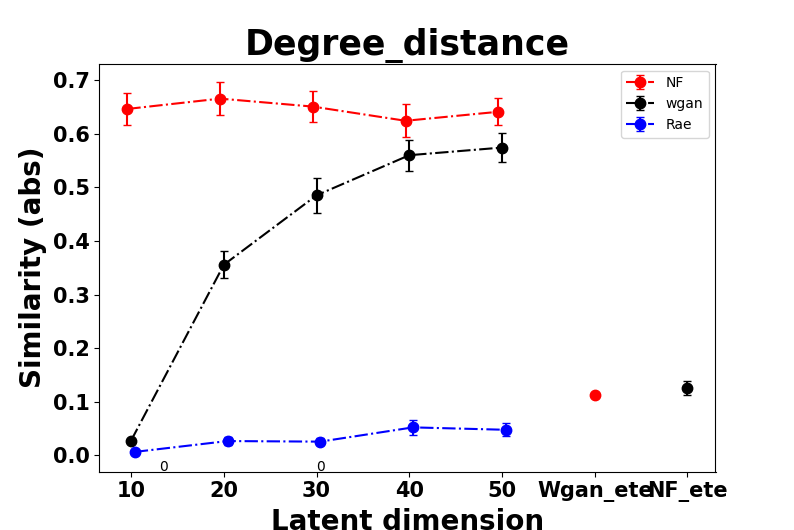 Degree_distance
NF
wgan
Rae
Similarity (abs)
0.7
0.6
0.5
0.4
0.3
0.2
0.1
0.0
0 0
10 20 30 40 50 Wgan_ete NF_ete
Latent dimension